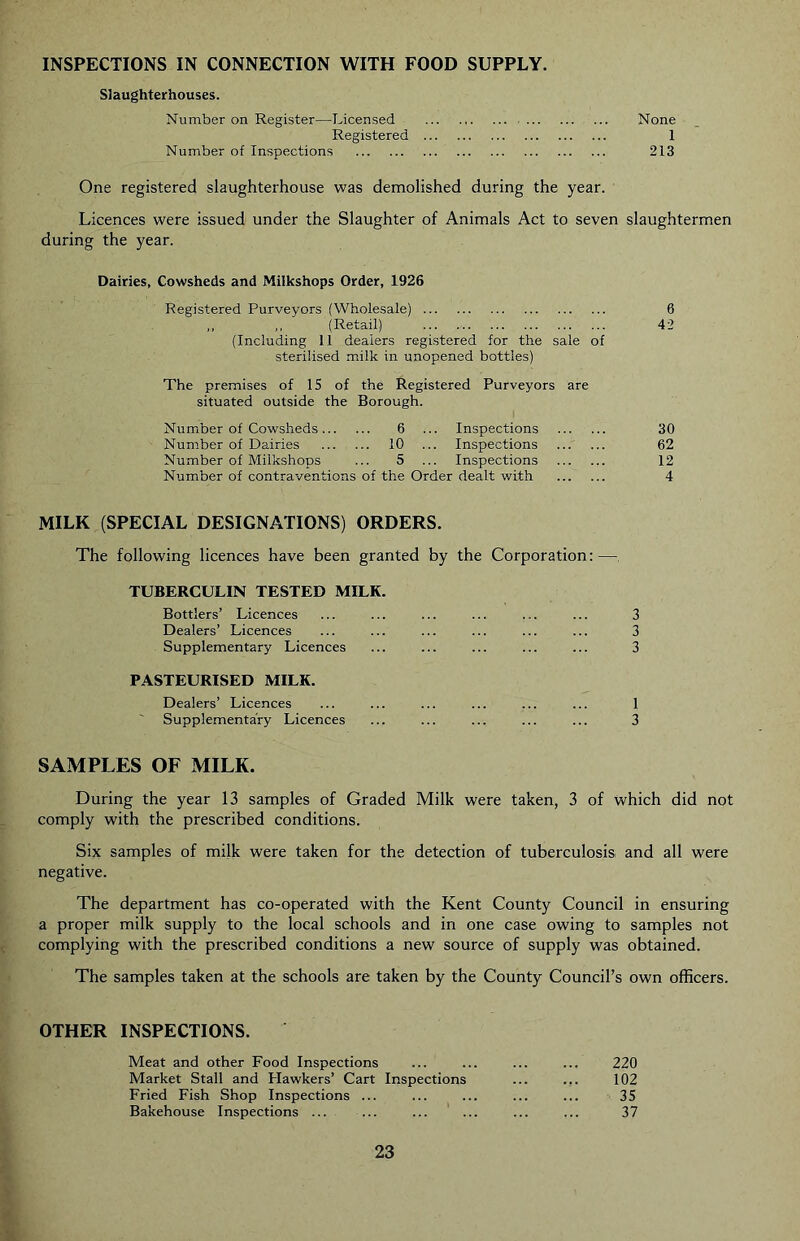 INSPECTIONS IN CONNECTION WITH FOOD SUPPLY.
Slaughterhouses.
Number on Register—Licensed ... ... ... ... ... ... None
Registered ... ... ... ... ... ... 1
Number of Inspections ... ... ... ... ... ... ... ... 213
One registered slaughterhouse was demolished during the year.
Licences were issued under the Slaughter of Animals Act to seven slaughtermen
during the year.
Dairies, Cowsheds and Milkshops Order, 1926
Registered Purveyors (Wholesale) ... ... ... ... ... ... 6
,, ,, (Retail) ... ... ... ... ... ... 42
(Including 11 dealers registered for the sale of
sterilised milk in unopened bottles)
The premises of 15 of the Registered Purveyors are
situated outside the Borough.
Number of Cowsheds ... ... 6 ... Inspections ... ... 30
Number of Dairies ... ... 10 ... Inspections ... ... 62
Number of Milkshops ... 5 ... Inspections ... ... 12
Number of contraventions of the Order dealt with ... ... 4
MILK (SPECIAL DESIGNATIONS) ORDERS.
The following licences have been granted by the Corporation:—
TUBERCULIN TESTED MILK.
Bottlers' Licences ... ... ... ... ... ... 3
Dealers' Licences ... ... ... ... ... ... 3
Supplementary Licences ... ... ... ... ... 3
PASTEURISED MILK.
Dealers' Licences ... ... ... ... ... ... 1
Supplementary Licences ... ... ... ... ... 3
SAMPLES OF MILK.
During the year 13 samples of Graded Milk were taken, 3 of which did not
comply with the prescribed conditions.
Six samples of milk were taken for the detection of tuberculosis and all were
negative.
The department has co-operated with the Kent County Council in ensuring
a proper milk supply to the local schools and in one case owing to samples not
complying with the prescribed conditions a new source of supply was obtained.
The samples taken at the schools are taken by the County Council's own officers.
OTHER INSPECTIONS.
Meat and other Food Inspections ... ... ... ... 220
Market Stall and Hawkers' Cart Inspections ... ... 102
Fried Fish Shop Inspections ... ... ... ... ... 35
Bakehouse Inspections ... ... ... ... ... ... 37
23